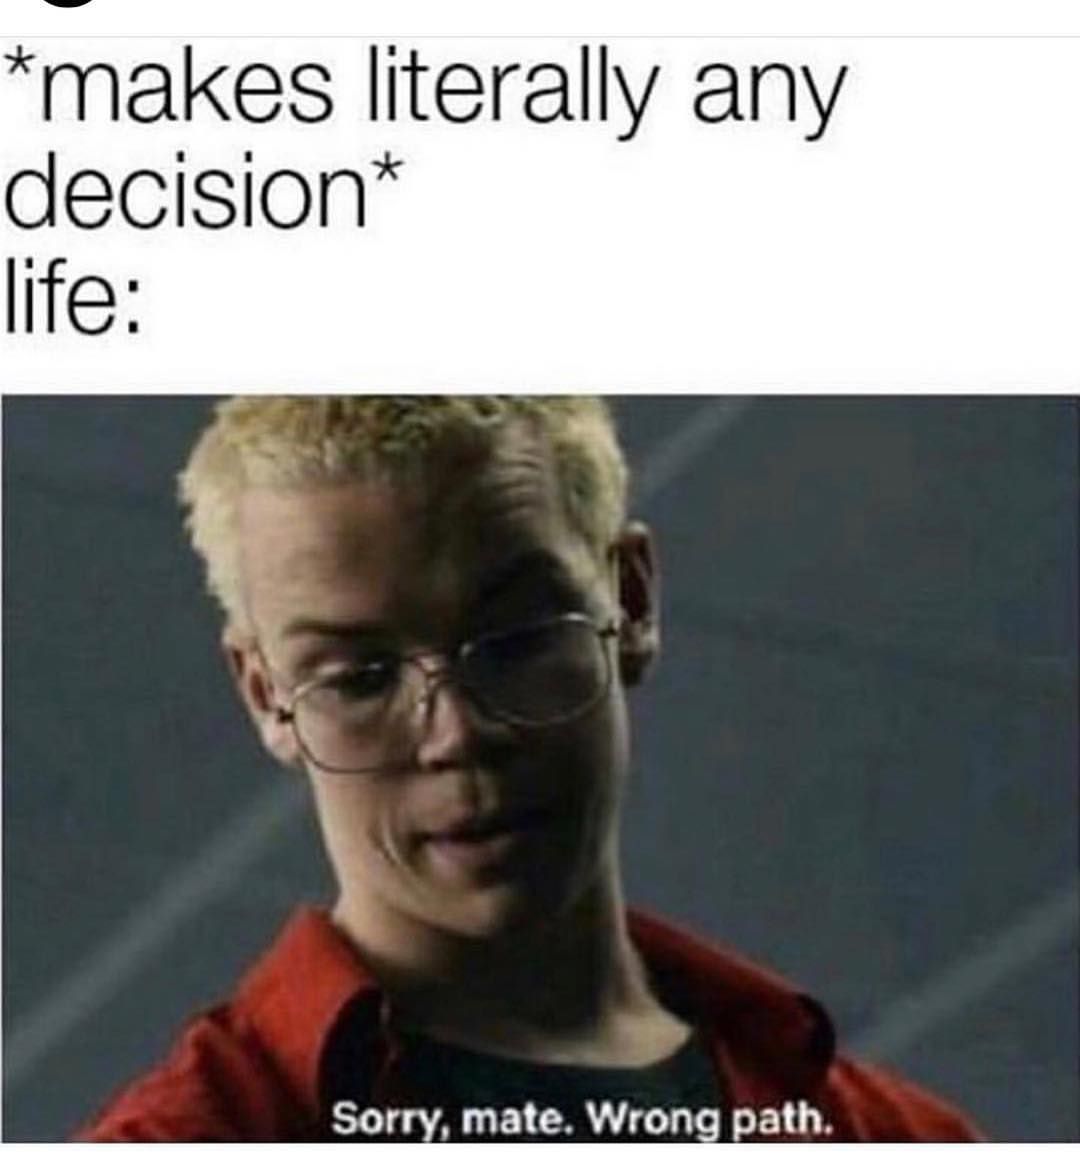 *makes literally any
decision*
life:
Sorry, mate. Wrong path.